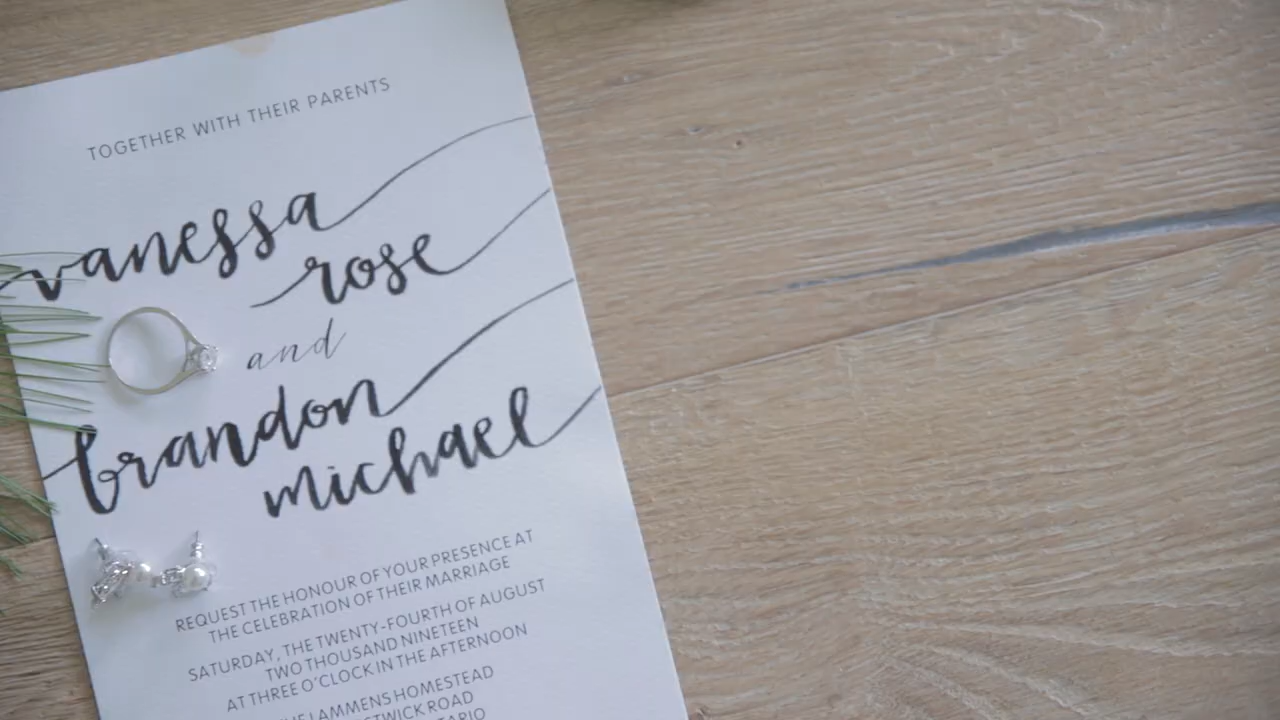 TOGETHER WITH THEIR PARENTS
vanessa
rose
and
brandon
michael
REQUEST THE HONOUR OF YOUR PRESENCE AT
THE CELEBRATION OF THEIR MARRIAGE
SATURDAY, THE TWENTY-FOURTH OF AUGUST
TWO THOUSAND NINETEEN
AT THREE O'CLOCK IN THE AFTERNOON
LAMMENS HOMESTEAD
ROAD